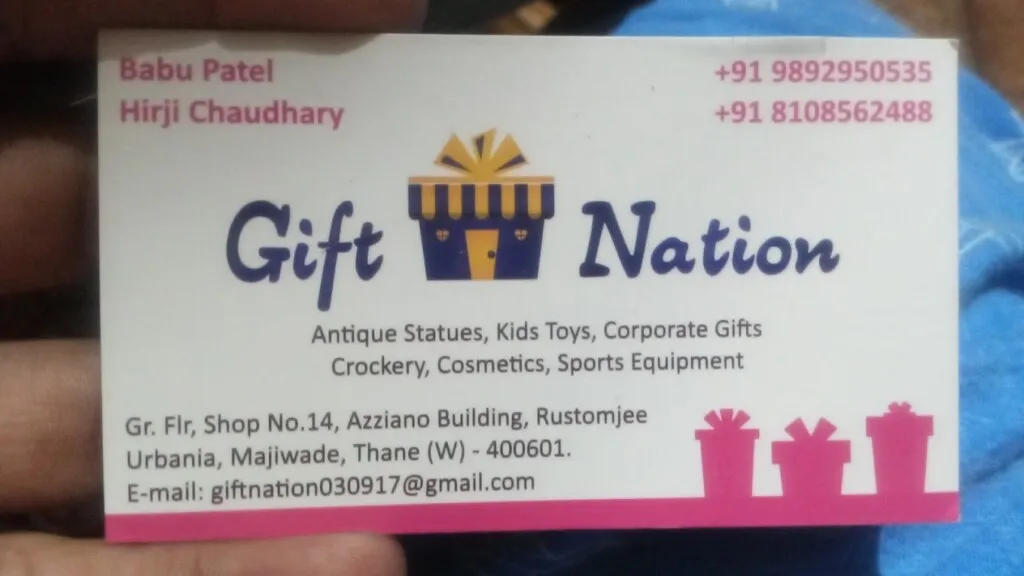 Babu Patel
+91 9892950535
Hirji Chaudhary
+91 8108562488
Gift Nation
Antique Statues, Kids Toys, Corporate Gifts
Crockery, Cosmetics, Sports Equipment
Gr. Flr, Shop No.14, Azziano Building, Rustomjee
Urbania, Majiwade, Thane (W) - 400601.
E-mail: giftnation030917@gmail.com